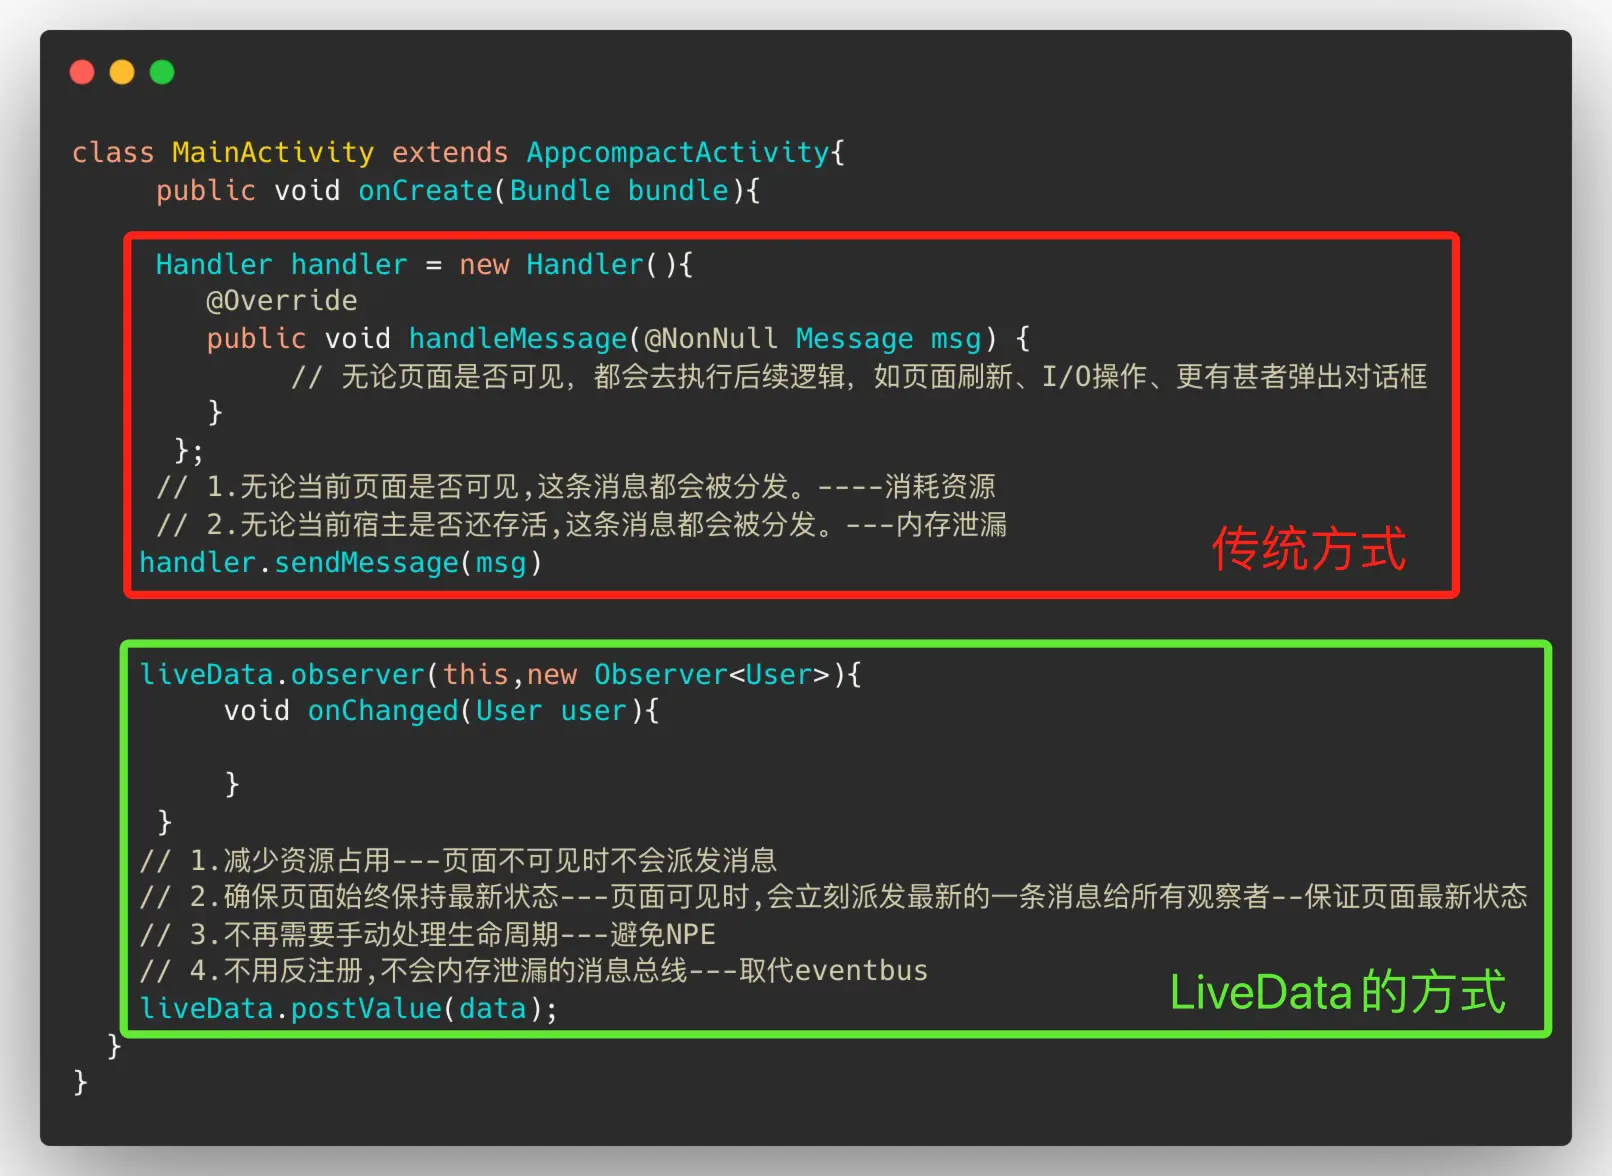 class MainActivity extends AppcompactActivity{
public void onCreate(Bundle bundle){
Handler handler = new Handler(){
@Override
public void handleMessage(@NonNull Message msg) {
// 无论页面是否可见，都会去执行后续逻辑，如页面刷新、I/O操作、更有甚者弹出对话框
}
};
// 1.无论当前页面是否可见,这条消息都会被分发。----消耗资源
// 2.无论当前宿主是否还存活,这条消息都会被分发。---内存泄漏
handler.sendMessage(msg)
传统方式
liveData.observer(this,new Observer<User>){
void onChanged(User user){
}
}
// 1.减少资源占用---页面不可见时不会派发消息
// 2.确保页面始终保持最新状态---页面可见时,会立刻派发最新的一条消息给所有观察者--保证页面最新状态
// 3.不再需要手动处理生命周期---避免NPE
// 4.不用反注册,不会内存泄漏的消息总线---取代eventbus
liveData.postValue(data);
LiveData的方式
}
}